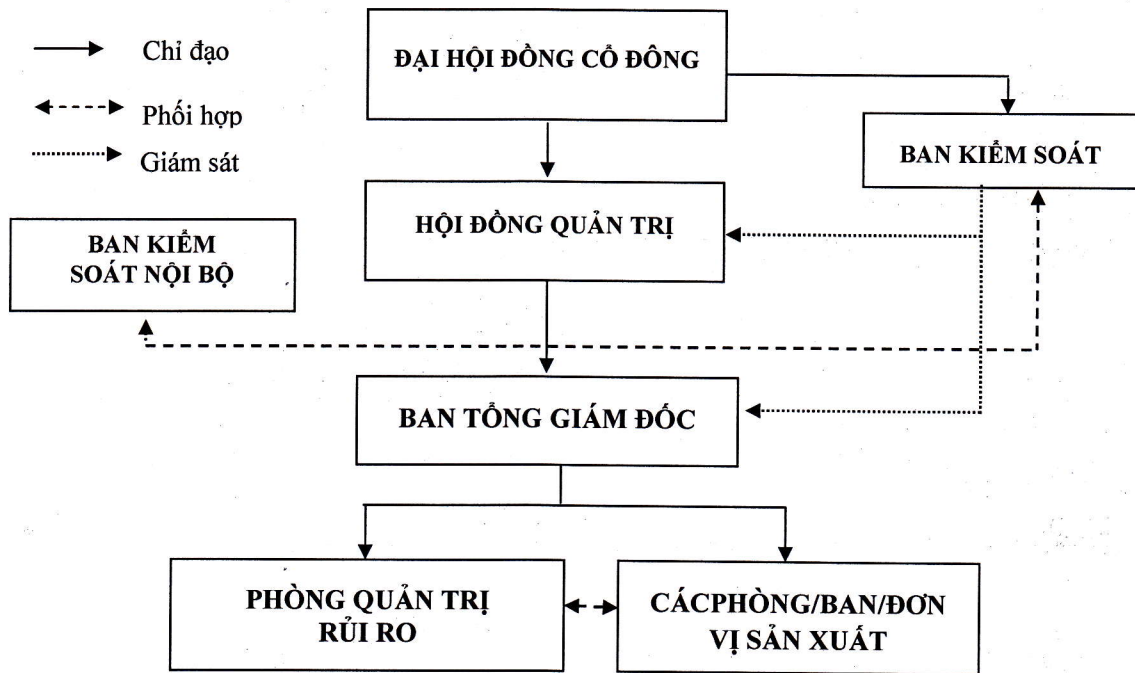 Chỉ đạo
Phối hợp
Giám sát
ĐẠI HỘI ĐỒNG CỔ ĐÔNG
BAN KIỂM SOÁT
HỘI ĐỒNG QUẢN TRỊ
BAN KIỂM
SOÁT NỘI BỘ
BAN TỔNG GIÁM ĐỐC
PHÒNG QUẢN TRỊ
RỦI RO
CÁCPHÒNG/BAN/ĐƠN
VỊ SẢN XUẤT